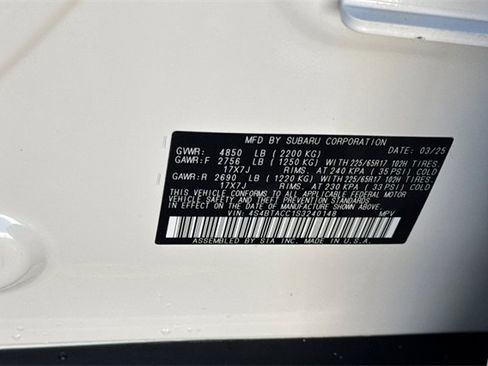 MFD BY SUBARU CORPORATION
GVWR: 4850 LB (2200 KG) DATE: 03/25
GAWR:F 2756 LB (1250 KG) WITH 225/65R17 102H TIRES,
17X7J RIMS, AT 240 KPA (35 PSI) COLD
GAWR:R 2690 LB (1220 KG) WITH 225/65R17 102H TIRES,
17X7J RIMS, AT 230 KPA (33 PSI) COLD
THIS VEHICLE CONFORMS TO ALL APPLICABLE FEDERAL MOTOR
VEHICLE SAFETY AND THEFT PREVENTION STANDARDS
IN EFFECT ON THE DATE OF MANUFACTURE SHOWN ABOVE.
VIN: 4S4BTACC1S3240148 MPV
ASSEMBLED BY SIA INC. IN U.S.A.